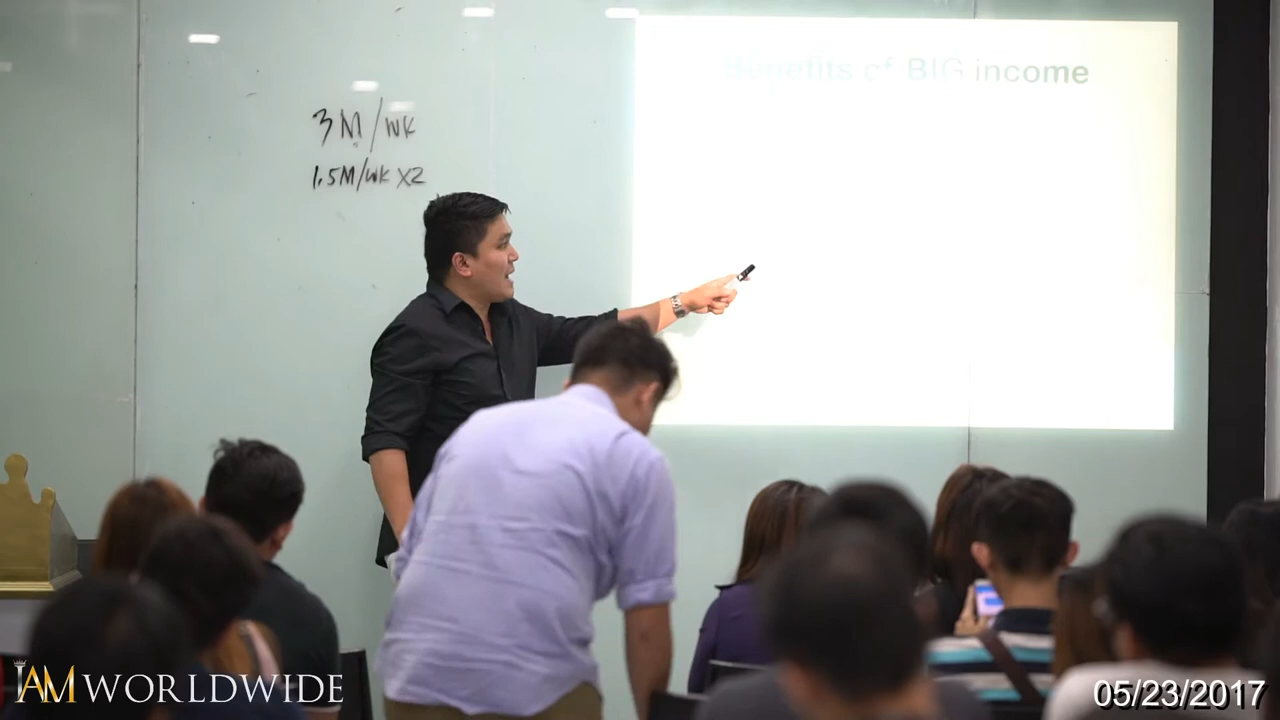 Benefits of BIG income
3M/wk
1.5M/wk x2
IAM WORLDWIDE
05/23/2017